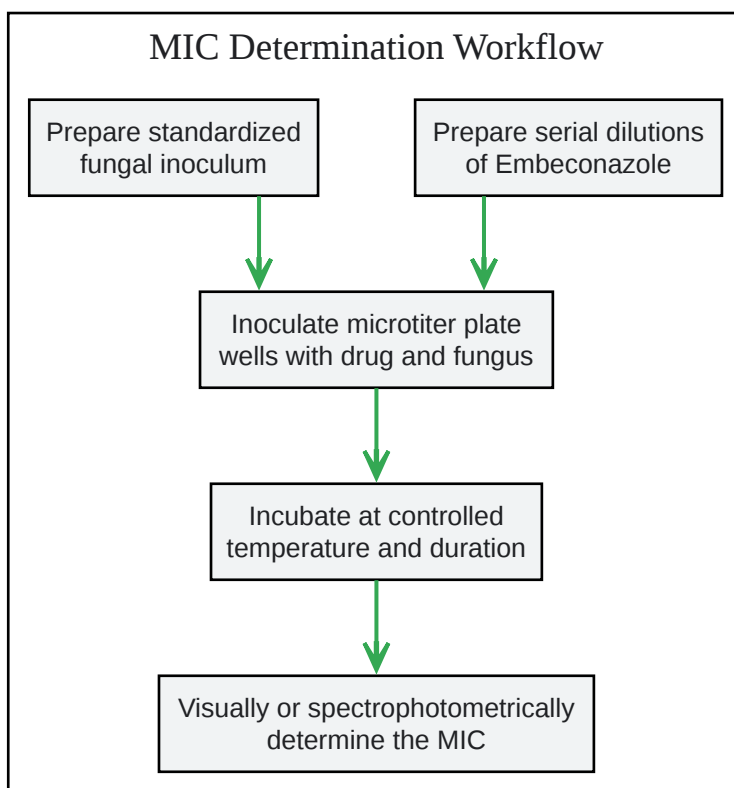 MIC Determination Workflow
Prepare standardized
fungal inoculum
Prepare serial dilutions
of Embeconazole
Inoculate microtiter plate
wells with drug and fungus
Incubate at controlled
temperature and duration
Visually or spectrophotometrically
determine the MIC